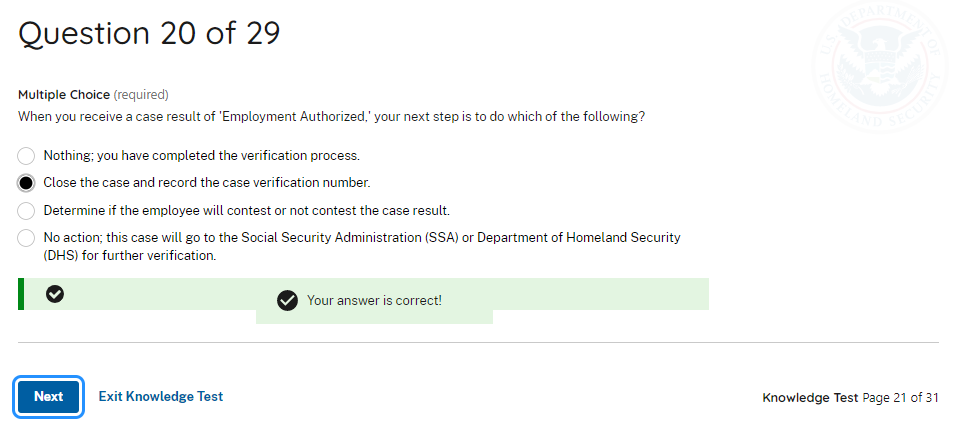 Question 20 of 29
U.S. DEPARTMENT OF
HOMELAND SECURITY
Multiple Choice (required)
When you receive a case result of 'Employment Authorized,' your next step is to do which of the following?
Nothing; you have completed the verification process.
Close the case and record the case verification number.
Determine if the employee will contest or not contest the case result.
No action; this case will go to the Social Security Administration (SSA) or Department of Homeland Security
(DHS) for further verification.
Your answer is correct!
Next
Exit Knowledge Test
Knowledge Test Page 21 of 31